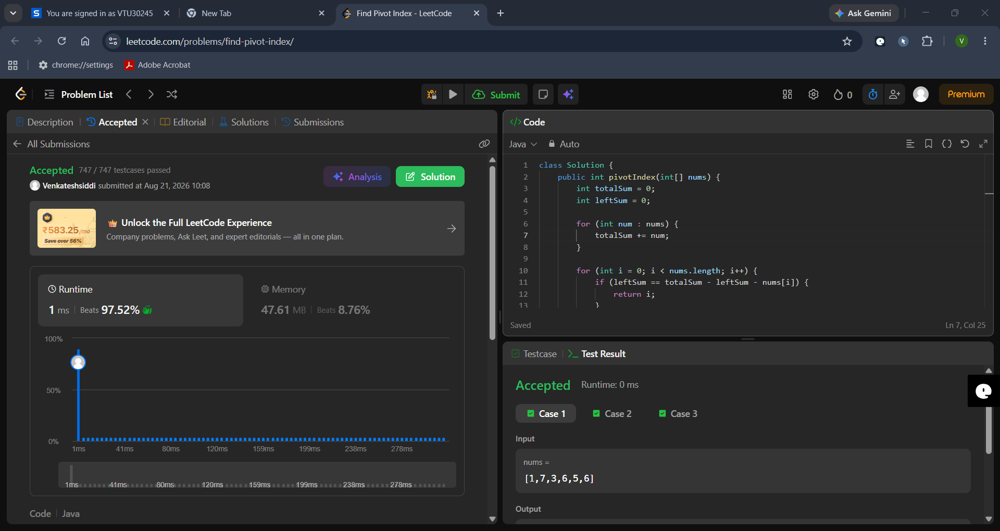 You are signed in as VTU30245
New Tab
Find Pivot Index - LeetCode
Ask Gemini
leetcode.com/problems/find-pivot-index/
V
chrome://settings
Adobe Acrobat
Problem List
Submit
0
Premium
Description
Accepted
Editorial
Solutions
Submissions
All Submissions
Accepted 747 / 747 testcases passed
Venkateshsiddi submitted at Aug 21, 2026 10:08
Analysis
Solution
₹583.25/mo
Save over 56%
Unlock the Full LeetCode Experience
Company problems, Ask Leet, and expert editorials — all in one plan.
Runtime
1 ms Beats 97.52%
Memory
47.61 MB Beats 8.76%
100%
50%
0%
1ms 41ms 80ms 120ms 159ms 199ms 238ms 278ms
1ms 41ms 80ms 120ms 159ms 199ms 238ms 278ms
Code Java
</> Code
Java Auto
1 class Solution {
2 public int pivotIndex(int[] nums) {
3 int totalSum = 0;
4 int leftSum = 0;
5
6 for (int num : nums) {
7 totalSum += num;
8 }
9
10 for (int i = 0; i < nums.length; i++) {
11 if (leftSum == totalSum - leftSum - nums[i]) {
12 return i;
13 }
Saved
Ln 7, Col 25
Testcase
Test Result
Accepted Runtime: 0 ms
Case 1 Case 2 Case 3
Input
nums =
[1,7,3,6,5,6]
Output